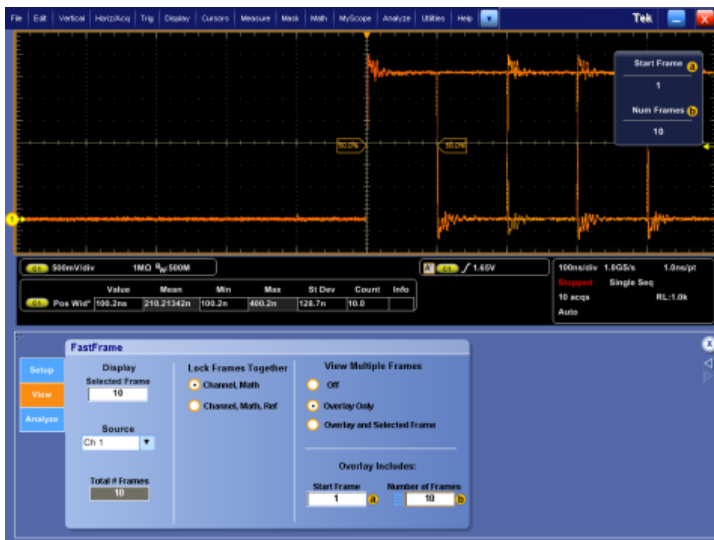 File Edit Vertical Horiz/Acq Trig Display Cursors Measure Mask Math MyScope Analyze Utilities Help Tek
Start Frame a
1
Num Frames b
10
50.0% 50.0%
1
C1 500mV/div 1MΩ BW:500M
A' C1 1.65V
100ns/div 1.0GS/s 1.0ns/pt
Stopped Single Seq
10 acqs RL:1.0k
Auto
Value Mean Min Max St Dev Count Info
C1 Pos Wid* 100.2ns 210.21342n 100.2n 400.2n 128.7n 10.0
FastFrame
Setup
View
Analyze
Display
Selected Frame
10
Source
Ch 1
Total # Frames
10
Lock Frames Together
Channel, Math
Channel, Math, Ref
View Multiple Frames
Off
Overlay Only
Overlay and Selected Frame
Overlay Includes:
Start Frame Number of Frames
1 a 10 b